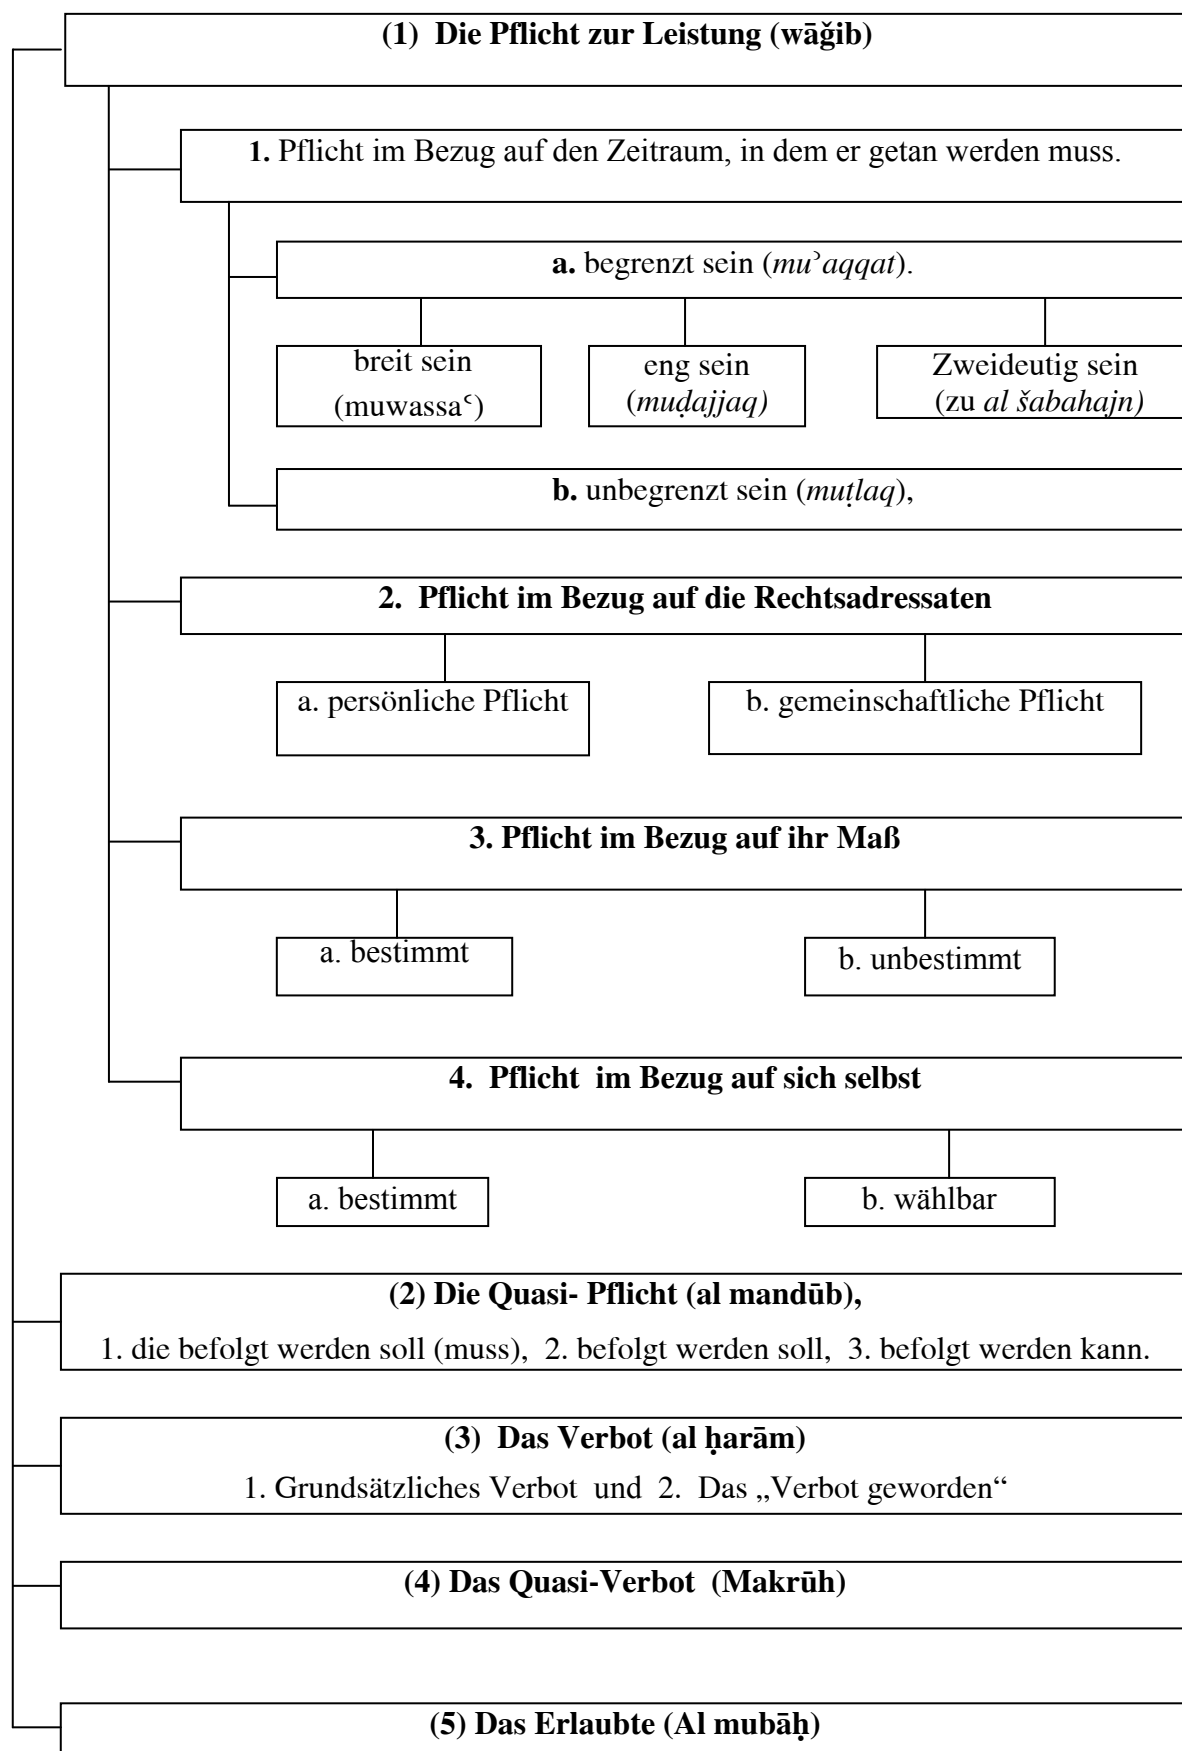 (1) Die Pflicht zur Leistung (wāǧib)
1. Pflicht im Bezug auf den Zeitraum, in dem er getan werden muss.
a. begrenzt sein (muʾaqqat).
breit sein
(muwassaʿ)
eng sein
(muḍajjaq)
Zweideutig sein
(zu al šabahajn)
b. unbegrenzt sein (muṭlaq),
2. Pflicht im Bezug auf die Rechtsadressaten
a. persönliche Pflicht
b. gemeinschaftliche Pflicht
3. Pflicht im Bezug auf ihr Maß
a. bestimmt
b. unbestimmt
4. Pflicht im Bezug auf sich selbst
a. bestimmt
b. wählbar
(2) Die Quasi- Pflicht (al mandūb),
1. die befolgt werden soll (muss), 2. befolgt werden soll, 3. befolgt werden kann.
(3) Das Verbot (al ḥarām)
1. Grundsätzliches Verbot und 2. Das „Verbot geworden“
(4) Das Quasi-Verbot (Makrūh)
(5) Das Erlaubte (Al mubāḥ)